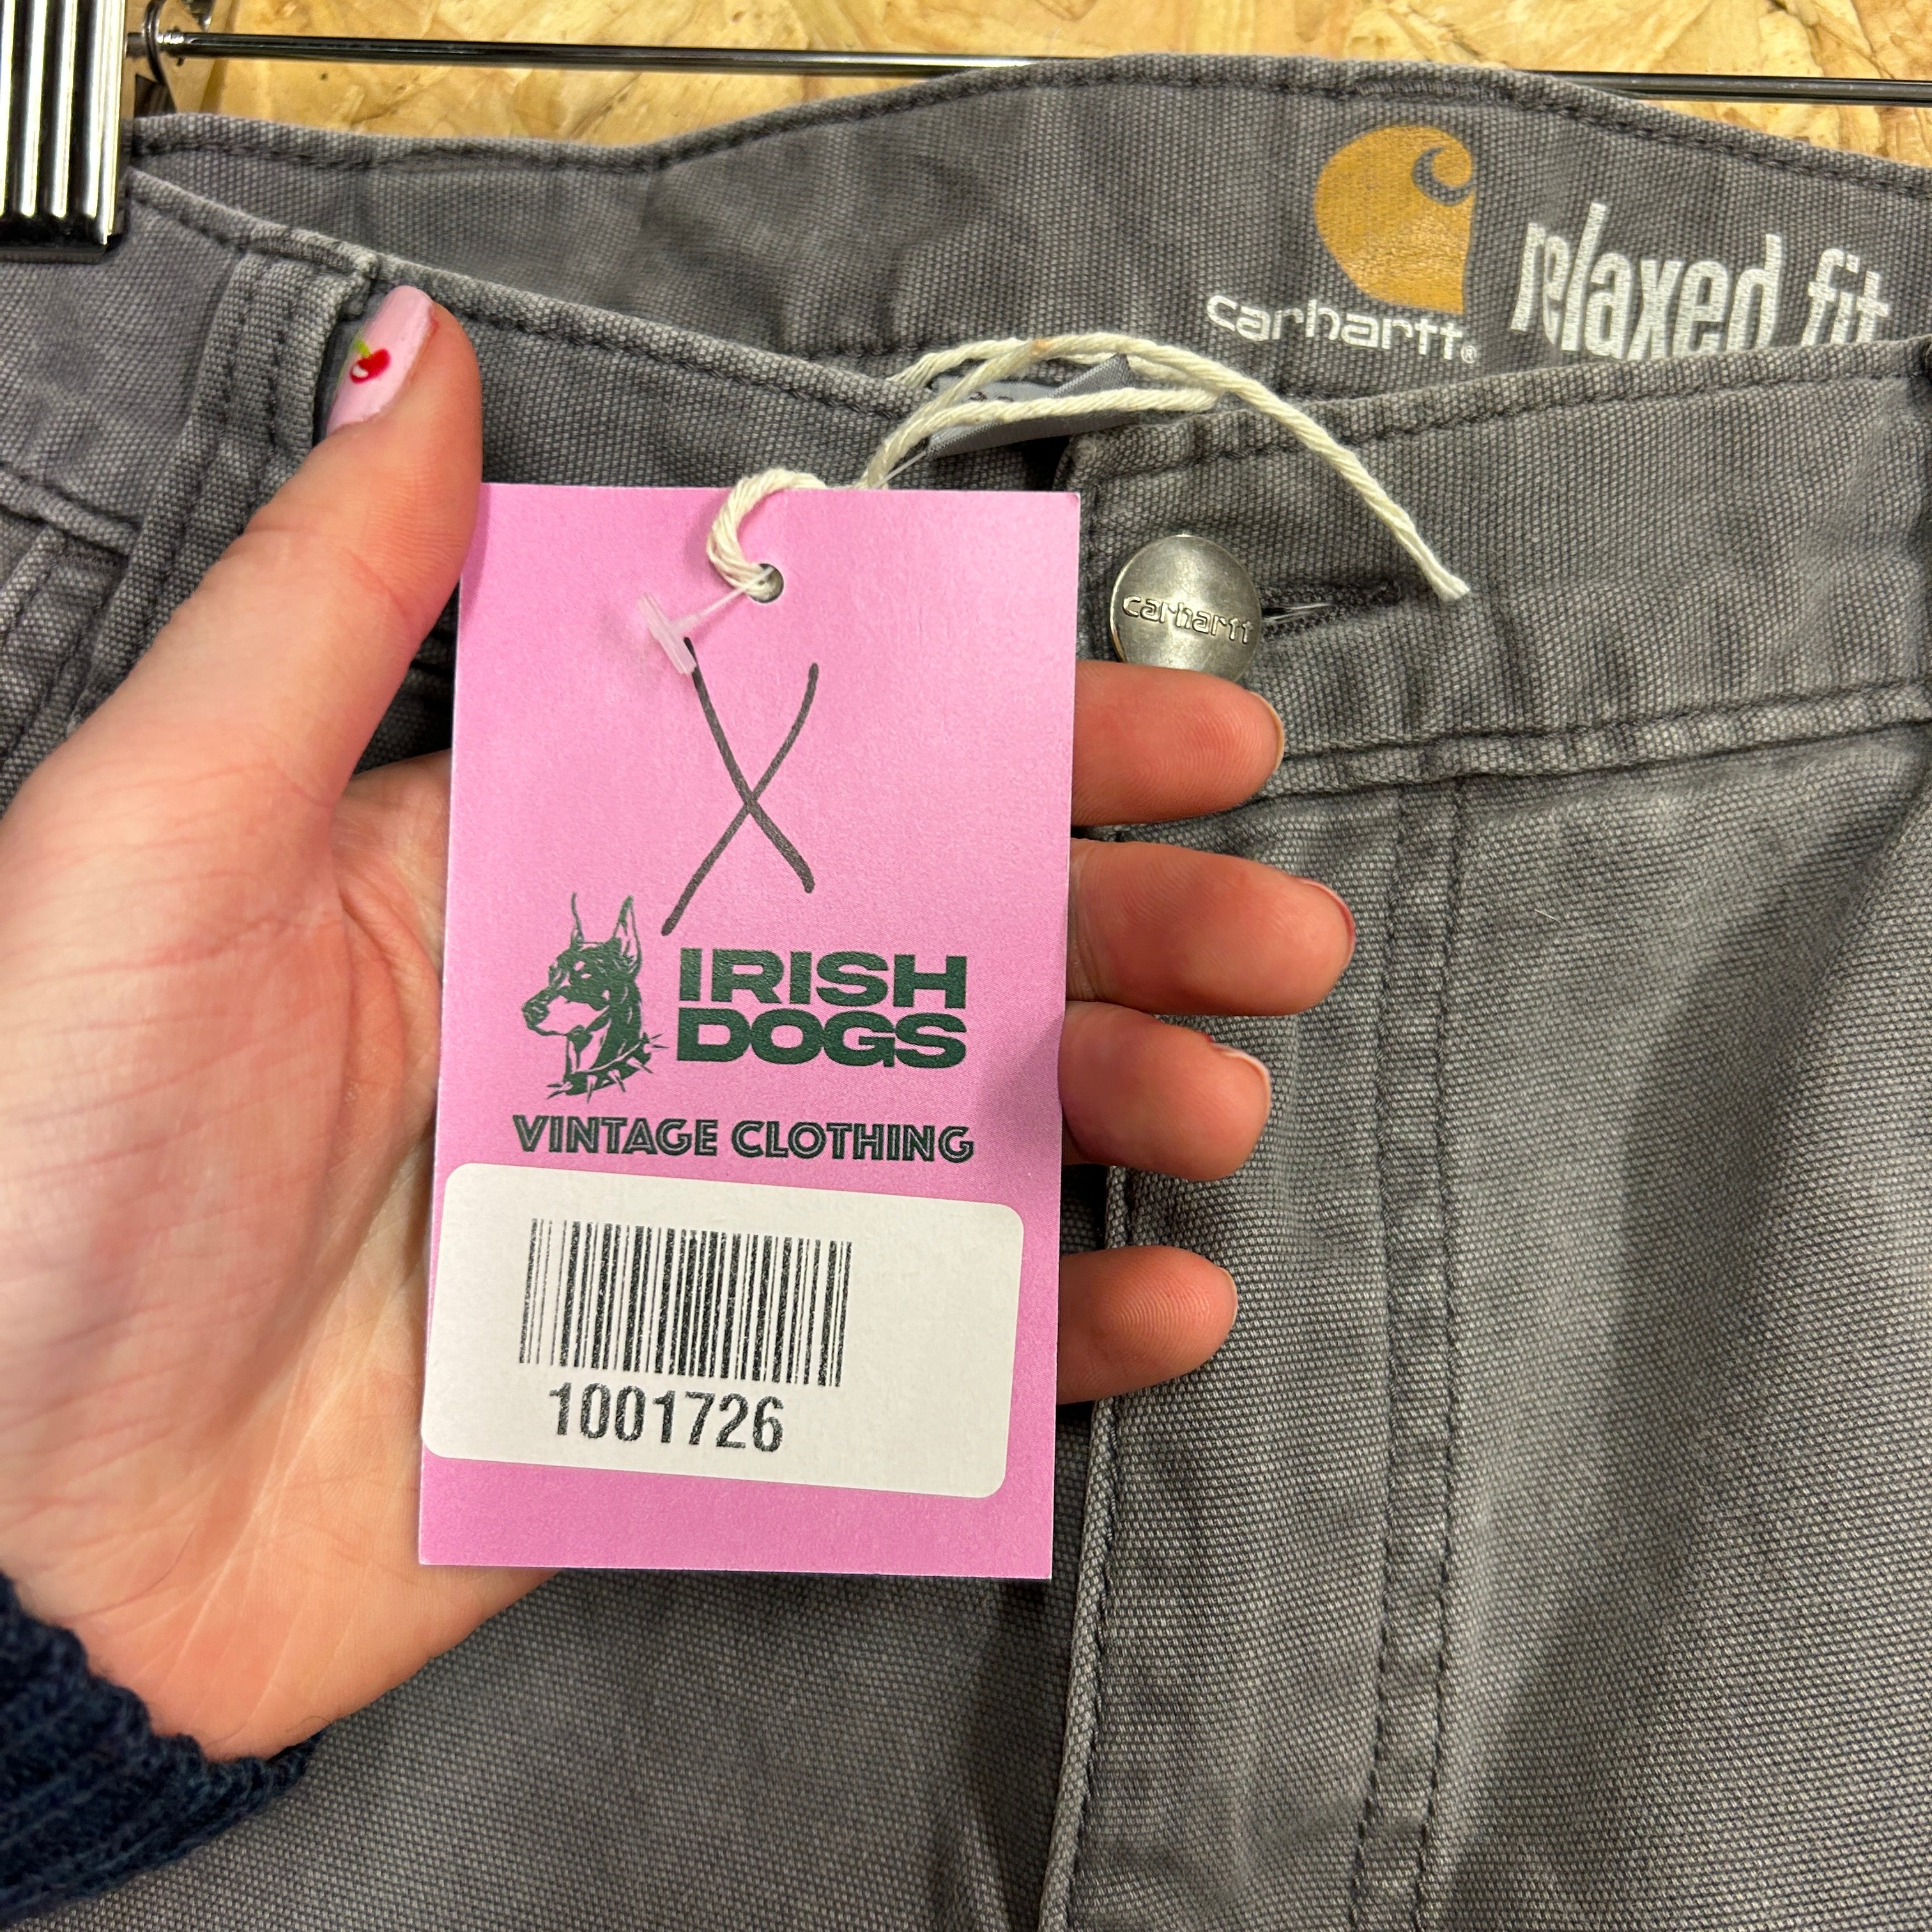 carhartt®
relaxed fit
carhartt
X
IRISH
DOGS
VINTAGE CLOTHING
1001726